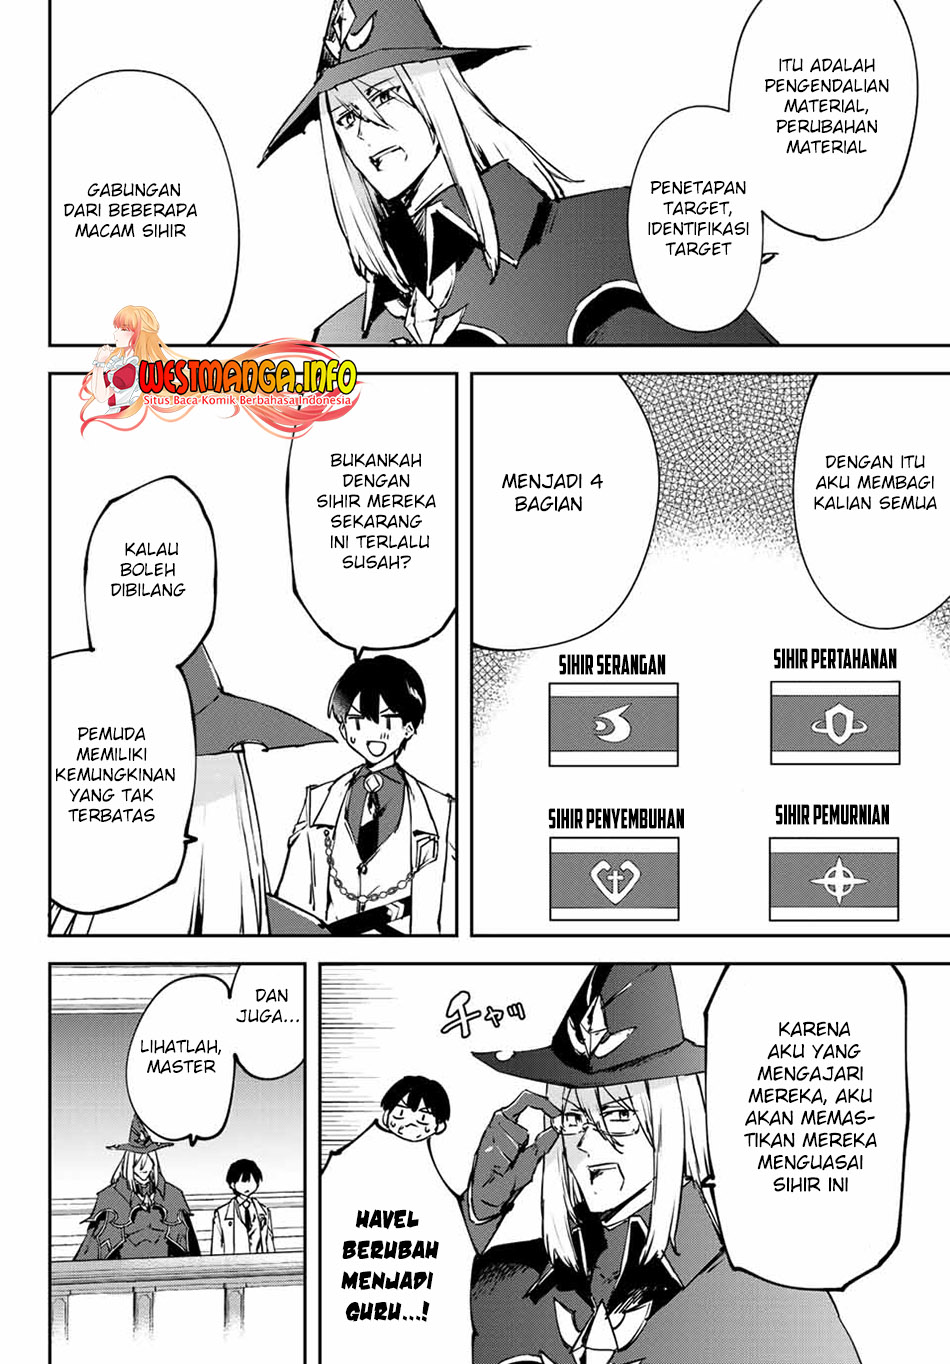 ITU ADALAH
PENGENDALIAN
MATERIAL,
PERUBAHAN
MATERIAL
PENETAPAN
TARGET,
IDENTIFIKASI
TARGET
GABUNGAN
DARI BEBERAPA
MACAM SIHIR
WESTMANGA.INFO
Situs Baca Komik Berbahasa Indonesia
DENGAN ITU
AKU MEMBAGI
KALIAN SEMUA
MENJADI 4
BAGIAN
SIHIR SERANGAN
SIHIR PERTAHANAN
SIHIR PENYEMBUHAN
SIHIR PEMURNIAN
BUKANKAH
DENGAN
SIHIR MEREKA
SEKARANG
INI TERLALU
SUSAH?
KALAU
BOLEH
DIBILANG
PEMUDA
MEMILIKI
KEMUNGKINAN
YANG TAK
TERBATAS
KARENA
AKU YANG
MENGAJARI
MEREKA, AKU
AKAN MEMAS-
TIKAN MEREKA
MENGUASAI
SIHIR INI
チャッ
HAVEL
BERUBAH
MENJADI
GURU...!
DAN
JUGA...
LIHATLAH,
MASTER